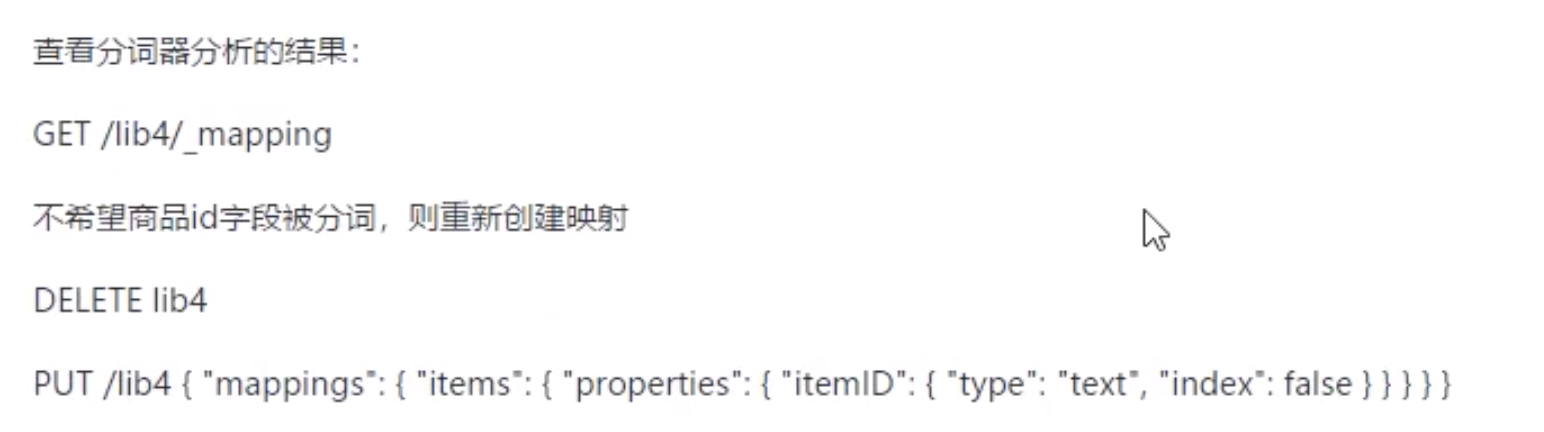 查看分词器分析的结果：
GET /lib4/_mapping
不希望商品id字段被分词，则重新创建映射
DELETE lib4
PUT /lib4 { "mappings": { "items": { "properties": { "itemID": { "type": "text", "index": false } } } } }